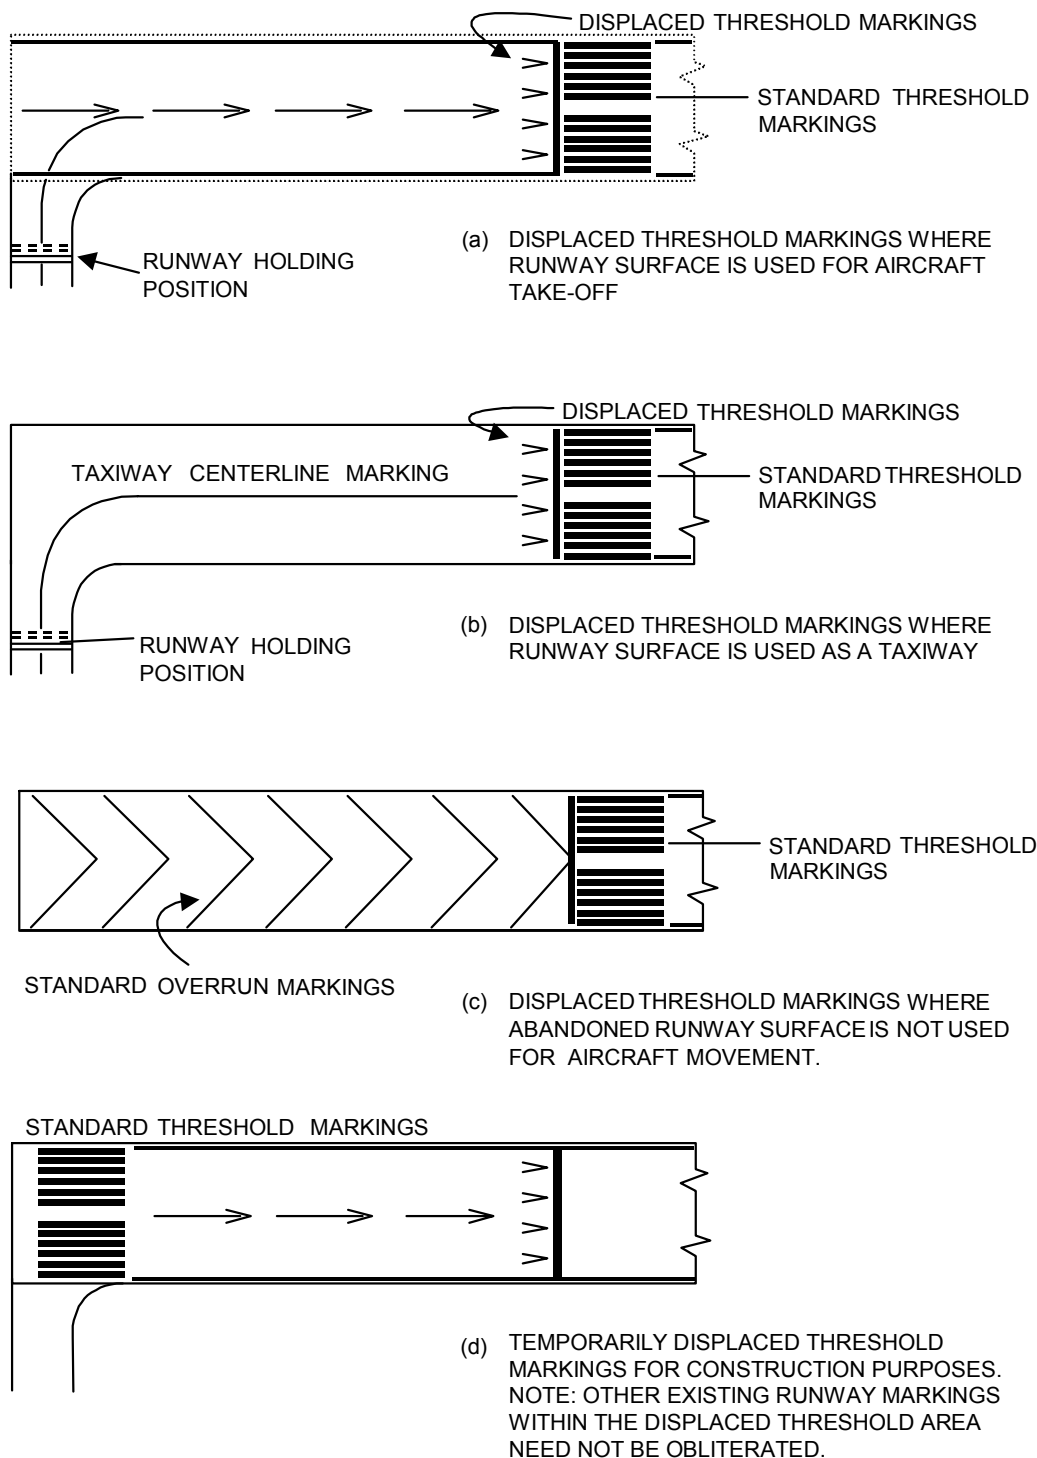 DISPLACED THRESHOLD MARKINGS
STANDARD THRESHOLD
MARKINGS
RUNWAY HOLDING
POSITION
(a) DISPLACED THRESHOLD MARKINGS WHERE
RUNWAY SURFACE IS USED FOR AIRCRAFT
TAKE-OFF
DISPLACED THRESHOLD MARKINGS
TAXIWAY CENTERLINE MARKING
STANDARD THRESHOLD
MARKINGS
RUNWAY HOLDING
POSITION
(b) DISPLACED THRESHOLD MARKINGS WHERE
RUNWAY SURFACE IS USED AS A TAXIWAY
STANDARD THRESHOLD
MARKINGS
STANDARD OVERRUN MARKINGS
(c) DISPLACED THRESHOLD MARKINGS WHERE
ABANDONED RUNWAY SURFACE IS NOT USED
FOR AIRCRAFT MOVEMENT.
STANDARD THRESHOLD MARKINGS
(d) TEMPORARILY DISPLACED THRESHOLD
MARKINGS FOR CONSTRUCTION PURPOSES.
NOTE: OTHER EXISTING RUNWAY MARKINGS
WITHIN THE DISPLACED THRESHOLD AREA
NEED NOT BE OBLITERATED.